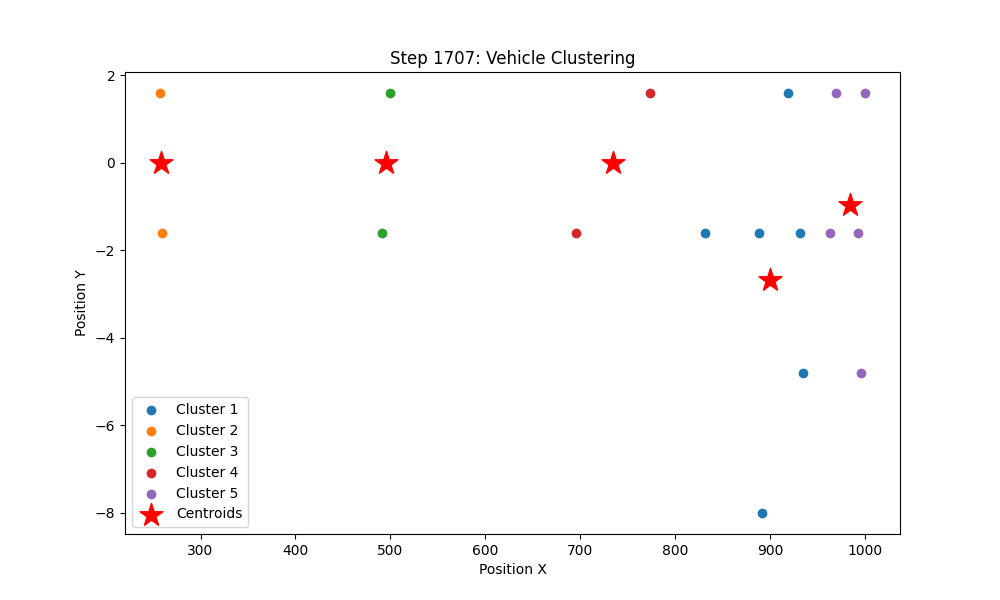 Step 1707: Vehicle Clustering
2
0
−2
−4
−6
−8
Position Y
Cluster 1
Cluster 2
Cluster 3
Cluster 4
Cluster 5
Centroids
300 400 500 600 700 800 900 1000
Position X